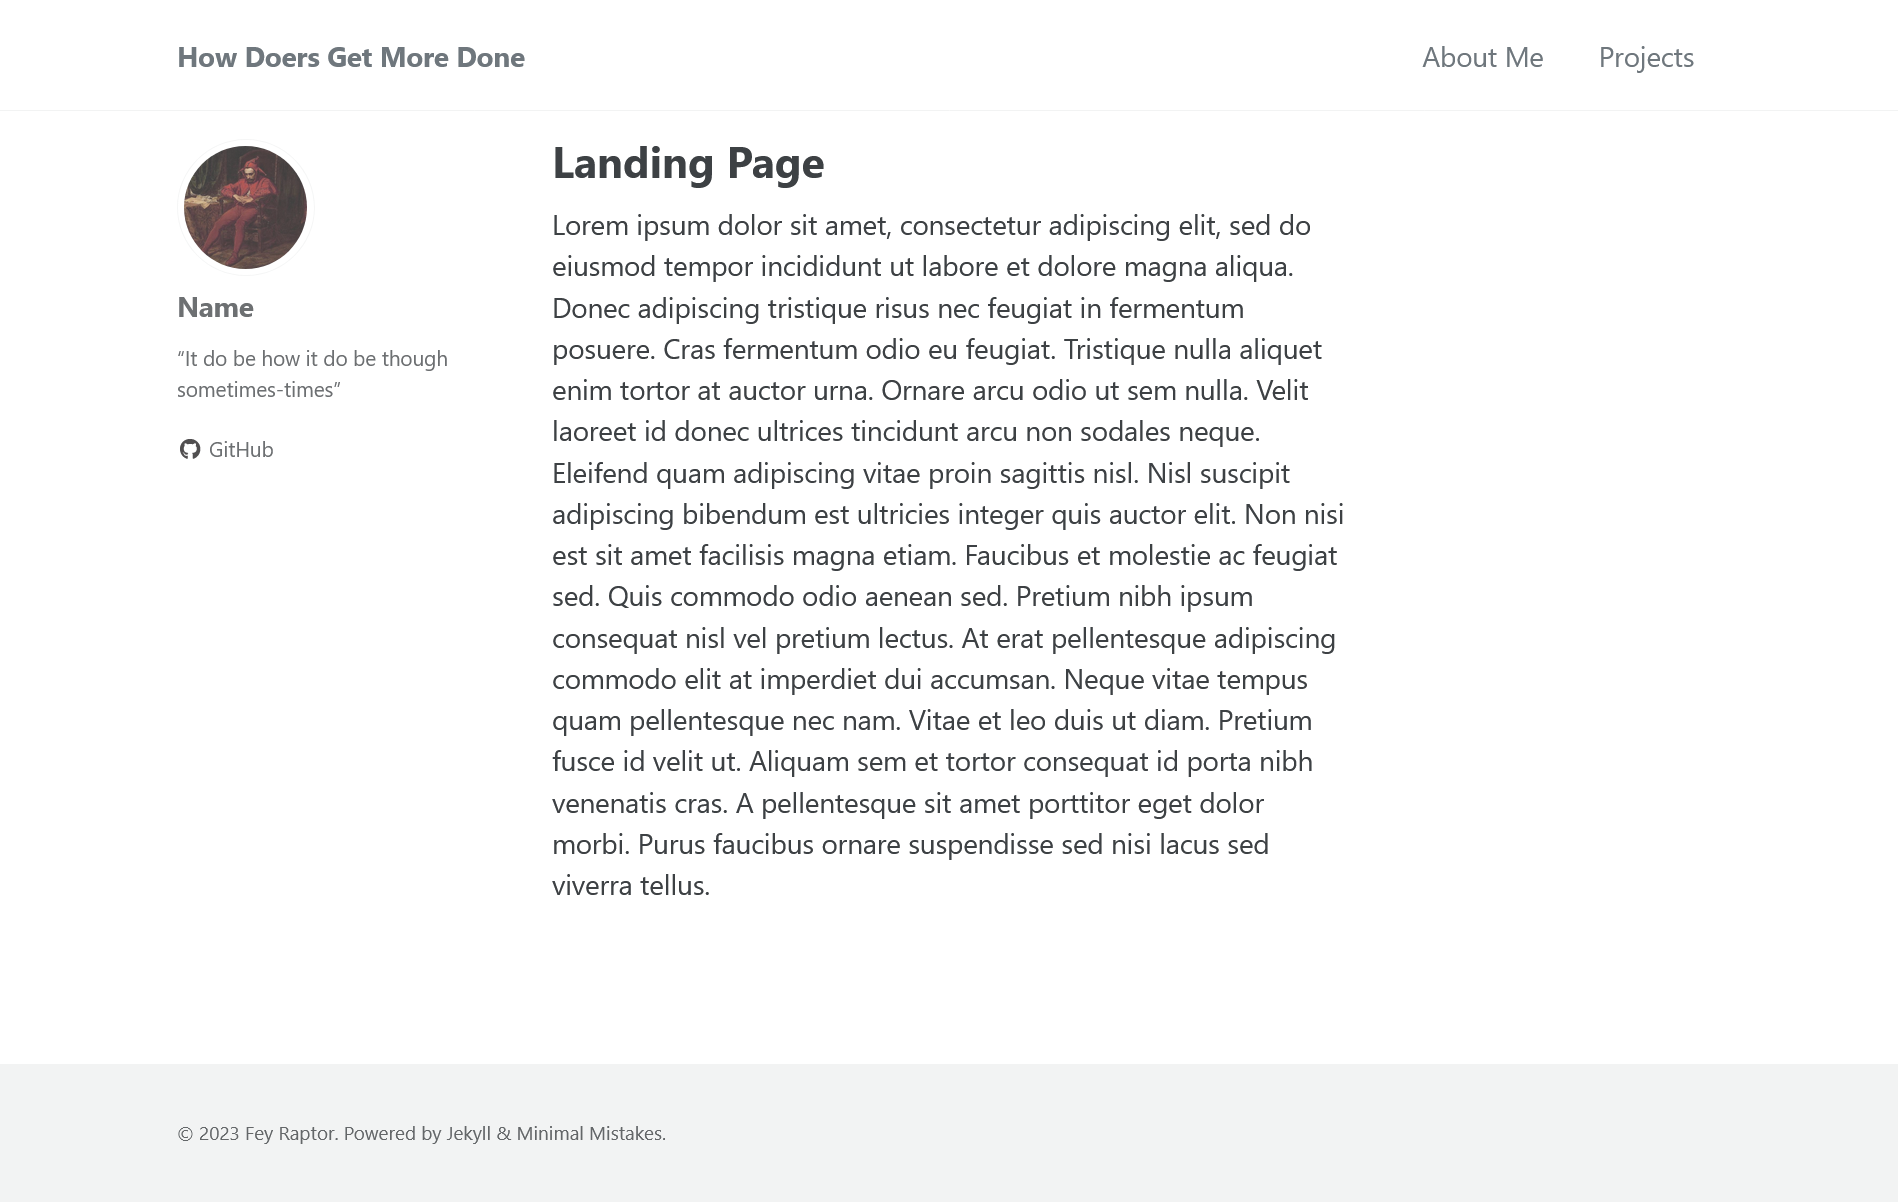 How Doers Get More Done
About Me
Projects
Name
“It do be how it do be though
sometimes-times”
GitHub
Landing Page
Lorem ipsum dolor sit amet, consectetur adipiscing elit, sed do
eiusmod tempor incididunt ut labore et dolore magna aliqua.
Donec adipiscing tristique risus nec feugiat in fermentum
posuere. Cras fermentum odio eu feugiat. Tristique nulla aliquet
enim tortor at auctor urna. Ornare arcu odio ut sem nulla. Velit
laoreet id donec ultrices tincidunt arcu non sodales neque.
Eleifend quam adipiscing vitae proin sagittis nisl. Nisl suscipit
adipiscing bibendum est ultricies integer quis auctor elit. Non nisi
est sit amet facilisis magna etiam. Faucibus et molestie ac feugiat
sed. Quis commodo odio aenean sed. Pretium nibh ipsum
consequat nisl vel pretium lectus. At erat pellentesque adipiscing
commodo elit at imperdiet dui accumsan. Neque vitae tempus
quam pellentesque nec nam. Vitae et leo duis ut diam. Pretium
fusce id velit ut. Aliquam sem et tortor consequat id porta nibh
venenatis cras. A pellentesque sit amet porttitor eget dolor
morbi. Purus faucibus ornare suspendisse sed nisi lacus sed
viverra tellus.
© 2023 Fey Raptor. Powered by Jekyll & Minimal Mistakes.